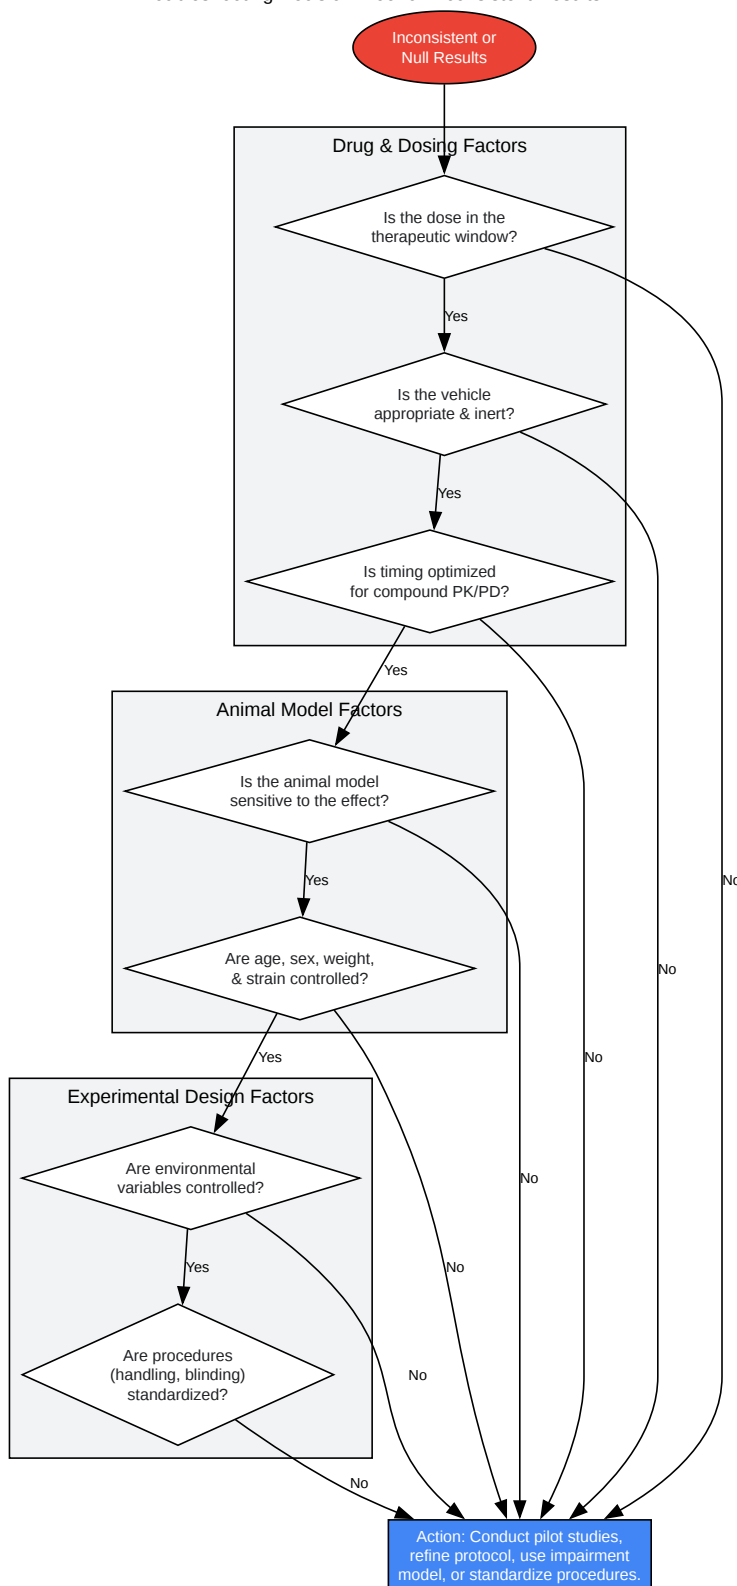 Inconsistent or
Null Results
Drug & Dosing Factors
Is the dose in the
therapeutic window?
Yes
Is the vehicle
appropriate & inert?
Yes
Is timing optimized
for compound PK/PD?
Yes
Animal Model Factors
Is the animal model
sensitive to the effect?
Yes
No
Are age, sex, weight,
& strain controlled?
No
Yes
No
Experimental Design Factors
Are environmental
variables controlled?
No
Yes
No
Are procedures
(handling, blinding)
standardized?
No
No
Action: Conduct pilot studies,
refine protocol, use impairment
model, or standardize procedures.